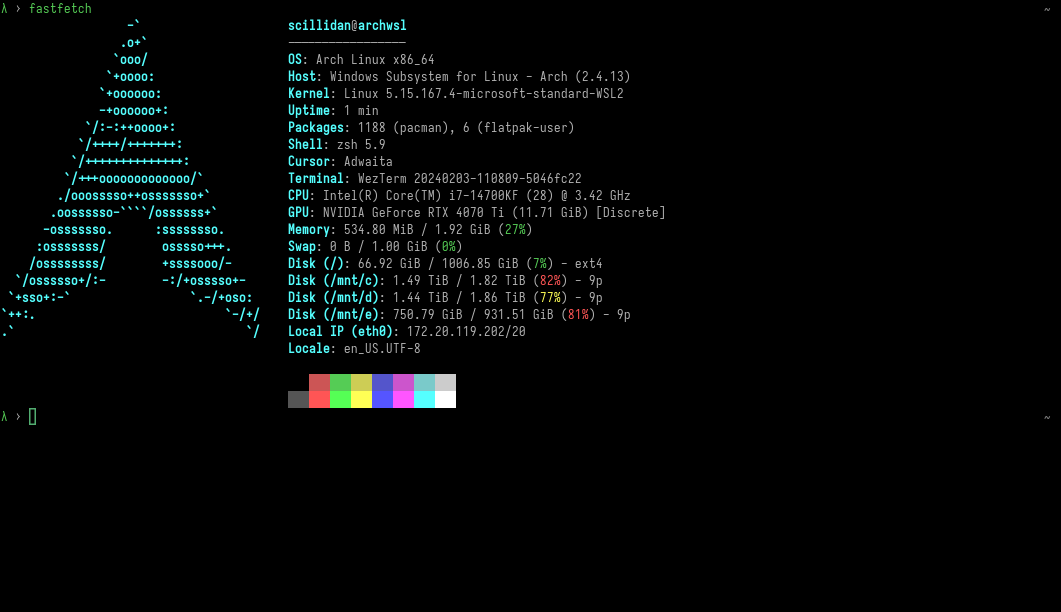 λ › fastfetch ~
                  -`                     scillidan@archwsl
                 .o+`                    -----------------
                `ooo/                    OS: Arch Linux x86_64
               `+oooo:                   Host: Windows Subsystem for Linux - Arch (2.4.13)
              `+oooooo:                  Kernel: Linux 5.15.167.4-microsoft-standard-WSL2
              -+oooooo+:                 Uptime: 1 min
            `/:-:++oooo+:                Packages: 1188 (pacman), 6 (flatpak-user)
           `/++++/+++++++:               Shell: zsh 5.9
          `/++++++++++++++:              Cursor: Adwaita
         `/+++ooooooooooooo/`            Terminal: WezTerm 20240203-110809-5046fc22
        ./ooosssso++osssssso+`           CPU: Intel(R) Core(TM) i7-14700KF (28) @ 3.42 GHz
       .oossssso-````/ossssss+`          GPU: NVIDIA GeForce RTX 4070 Ti (11.71 GiB) [Discrete]
      -osssssso.      :ssssssso.         Memory: 534.80 MiB / 1.92 GiB (27%)
     :osssssss/        osssso+++.        Swap: 0 B / 1.00 GiB (0%)
    /ossssssss/        +ssssooo/-        Disk (/): 66.92 GiB / 1006.85 GiB (7%) - ext4
  `/ossssso+/:-        -:/+osssso+-      Disk (/mnt/c): 1.49 TiB / 1.82 TiB (82%) - 9p
 `+sso+:-`                 `.-/+oso:     Disk (/mnt/d): 1.44 TiB / 1.86 TiB (77%) - 9p
`++:.                           `-/+/    Disk (/mnt/e): 750.79 GiB / 931.51 GiB (81%) - 9p
.`                                 `/    Local IP (eth0): 172.20.119.202/20
                                         Locale: en_US.UTF-8
λ › ~